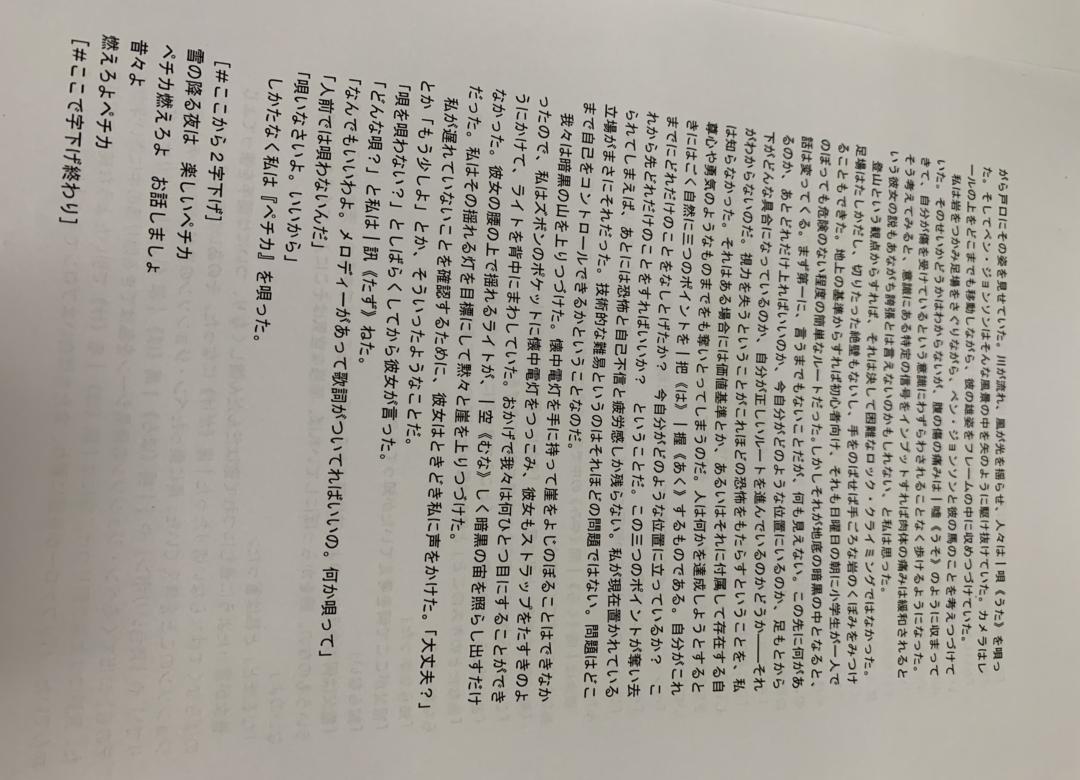 がら戸口にその姿を見せていた。川が流れ、風が光を揺らせ、人々は|唄《うた》を唄っ
た。そしてベン・ジョンソンはそんな風景の中を矢のように駆け抜けていた。カメラはレ
ールの上をどこまでも移動しながら、彼の雄姿をフレームの中に収めつづけていた。
私は岩をつかみ足場をさぐりながら、ベン・ジョンソンと彼の馬のことを考えつづけて
いた。そのせいかどうかはわからないが、腹の傷の痛みは|嘘《うそ》のように収まって
きて、自分が傷を受けているという意識にわずらわされることなく歩けるようになった。
そう考えてみると、意識にある特定の信号をインプットすれば肉体の痛みは緩和されると
いう彼女の説もあながち誇張とは言えないのかもしれない、と私は思った。
登山という観点からすれば、それは決して困難なロック・クライミングではなかった。
足場はたしかだし、切りたった絶壁もないし、手をのばせば手ごろな岩のくぼみをみつけ
ることもできた。地上の基準からすれば初心者向け、それも日曜日の朝に小学生が一人で
のぼっても危険のない程度の簡単なルートだった。しかしそれが地底の暗黒の中となると、
話は変ってくる。まず第一に、言うまでもないことだが、何も見えない。この先に何があ
るのか、あとどれだけ上ればいいのか、今自分がどのような位置にいるのか、足もとから
下がどんな具合になっているのか、自分が正しいルートを進んでいるのかどうか――それ
がわからないのだ。視力を失うということがこれほどの恐怖をもたらすということを、私
は知らなかった。それはある場合には価値基準とか、あるいはそれに付属して存在する自
尊心や勇気のようなものまでをも奪いとってしまうのだ。人は何かを達成しようとすると
きにはごく自然に三つのポイントを|把《は》|握《あく》するものである。自分がこれ
までにどれだけのことをなしとげたか? 今自分がどのような位置に立っているか? こ
れから先どれだけのことをすればいいか? ということだ。この三つのポイントが奪い去
られてしまえば、あとには恐怖と自己不信と疲労感しか残らない。私が現在置かれている
立場がまさにそれだった。技術的な難易というのはそれほどの問題ではない。問題はどこ
まで自己をコントロールできるかということなのだ。
我々は暗黒の山を上りつづけた。懐中電灯を手に持って崖をよじのぼることはできなか
ったので、私はズボンのポケットに懐中電灯をつっこみ、彼女もストラップをたすきのよ
うにかけて、ライトを背中にまわしていた。おかげで我々は何ひとつ目にすることができ
なかった。彼女の腰の上で揺れるライトが、|空《むな》しく暗黒の宙を照らし出すだけ
だった。私はその揺れる灯を目標にして黙々と崖を上りつづけた。
私が遅れていないことを確認するために、彼女はときどき私に声をかけた。「大丈夫?」
とか「もう少しよ」とか、そういったようなことだ。
「唄を唄わない?」としばらくしてから彼女が言った。
「どんな唄?」と私は|訊《たず》ねた。
「なんでもいいわよ。メロディーがあって歌詞がついてればいいの。何か唄って」
「人前では唄わないんだ」
「唄いなさいよ。いいから」
しかたなく私は『ペチカ』を唄った。
[#ここから2字下げ]
雪の降る夜は 楽しいペチカ
ペチカ燃えろよ お話しましょ
昔々よ
燃えろよペチカ
[#ここで字下げ終わり]